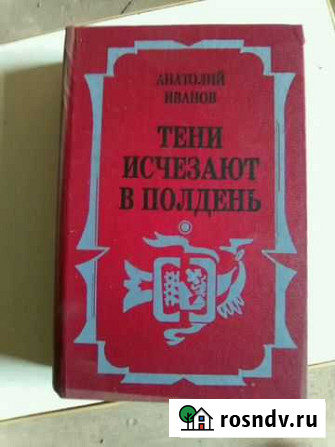 АНАТОЛИЙ
ИВАНОВ
ТЕНИ
ИСЧЕЗАЮТ
В ПОЛДЕНЬ
rosndv.ru